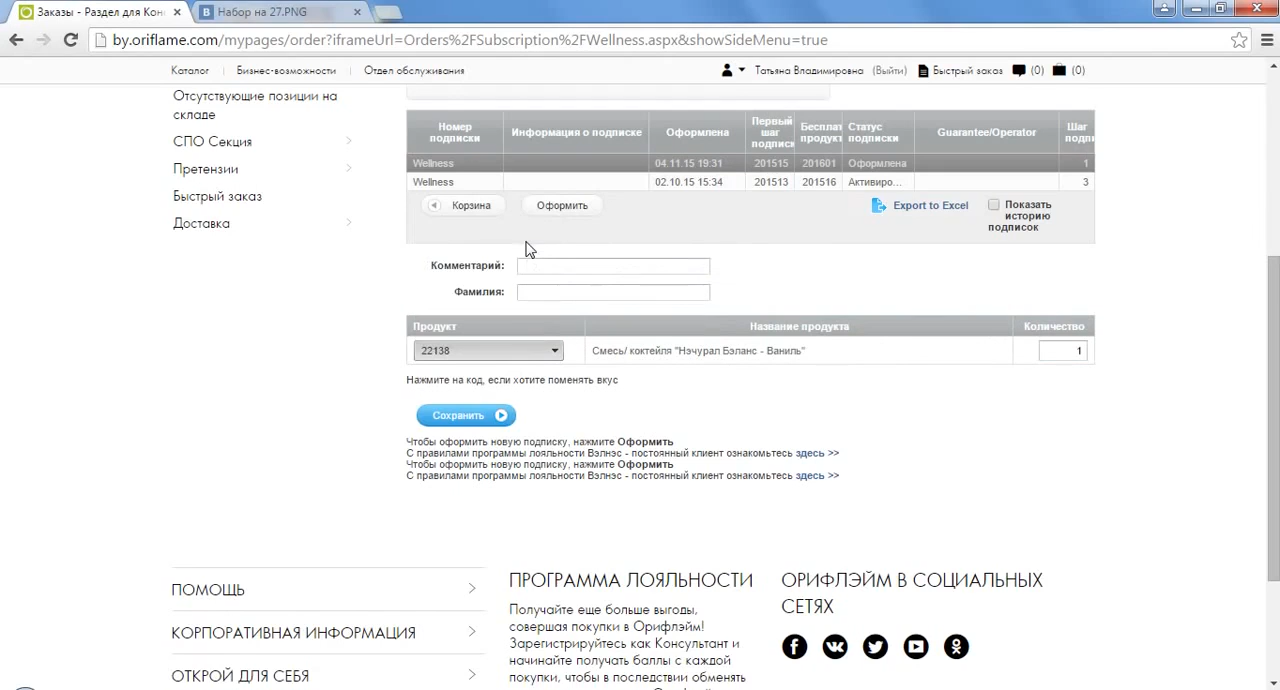 Заказы - Раздел для Кон
Набор на 27.PNG
by.oriflame.com/mypages/order?iframeUrl=Orders%2FSubscription%2FWellness.aspx&showSideMenu=true
Каталог Бизнес-возможности Отдел обслуживания Татьяна Владимировна (Выйти) Быстрый заказ (0) (0)
Отсутствующие позиции на
складе
СПО Секция
Претензии
Быстрый заказ
Доставка
Номер подписки Информация о подписке Оформлена Первый шаг подписк Бесплат продукт Статус подписки Guarantee/Operator Шаг подпи
Wellness 04.11.15 19:31 201515 201601 Оформлена 1
Wellness 02.10.15 15:34 201513 201516 Активиро... 3
Корзина Оформить Export to Excel Показать
историю
подписок
Комментарий:
Фамилия:
Продукт Название продукта Количество
22138 Смесь/ коктейля "Нэчурал Бэланс - Ваниль" 1
Нажмите на код, если хотите поменять вкус
Сохранить
Чтобы оформить новую подписку, нажмите Оформить
С правилами программы лояльности Вэлнэс - постоянный клиент ознакомьтесь здесь >>
Чтобы оформить новую подписку, нажмите Оформить
С правилами программы лояльности Вэлнэс - постоянный клиент ознакомьтесь здесь >>
ПОМОЩЬ
КОРПОРАТИВНАЯ ИНФОРМАЦИЯ
ОТКРОЙ ДЛЯ СЕБЯ
ПРОГРАММА ЛОЯЛЬНОСТИ
Получайте еще больше выгоды,
совершая покупки в Орифлэйм!
Зарегистрируйтесь как Консультант и
начинайте получать баллы с каждой
покупки, чтобы в последствии обменять
ОРИФЛЭЙМ В СОЦИАЛЬНЫХ
СЕТЯХ